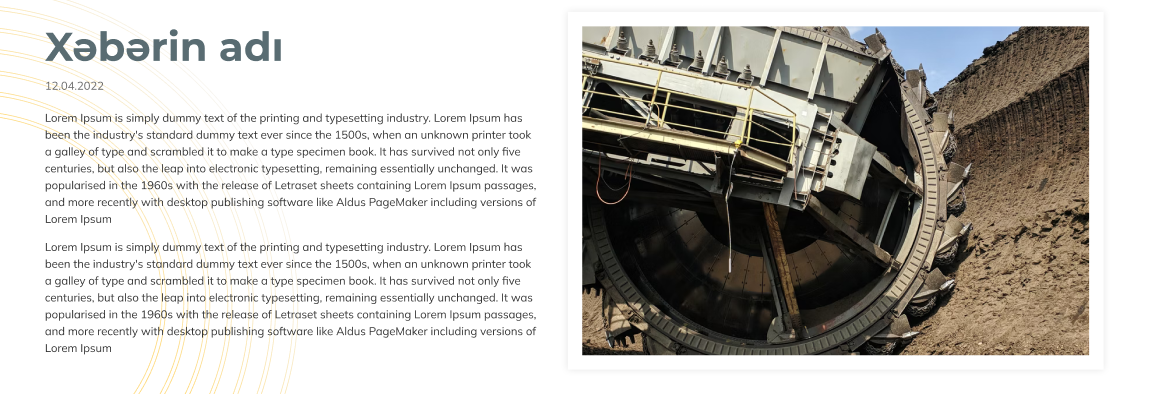 Xəbərin adı
12.04.2022
Lorem Ipsum is simply dummy text of the printing and typesetting industry. Lorem Ipsum has
been the industry's standard dummy text ever since the 1500s, when an unknown printer took
a galley of type and scrambled it to make a type specimen book. It has survived not only five
centuries, but also the leap into electronic typesetting, remaining essentially unchanged. It was
popularised in the 1960s with the release of Letraset sheets containing Lorem Ipsum passages,
and more recently with desktop publishing software like Aldus PageMaker including versions of
Lorem Ipsum
Lorem Ipsum is simply dummy text of the printing and typesetting industry. Lorem Ipsum has
been the industry's standard dummy text ever since the 1500s, when an unknown printer took
a galley of type and scrambled it to make a type specimen book. It has survived not only five
centuries, but also the leap into electronic typesetting, remaining essentially unchanged. It was
popularised in the 1960s with the release of Letraset sheets containing Lorem Ipsum passages,
and more recently with desktop publishing software like Aldus PageMaker including versions of
Lorem Ipsum